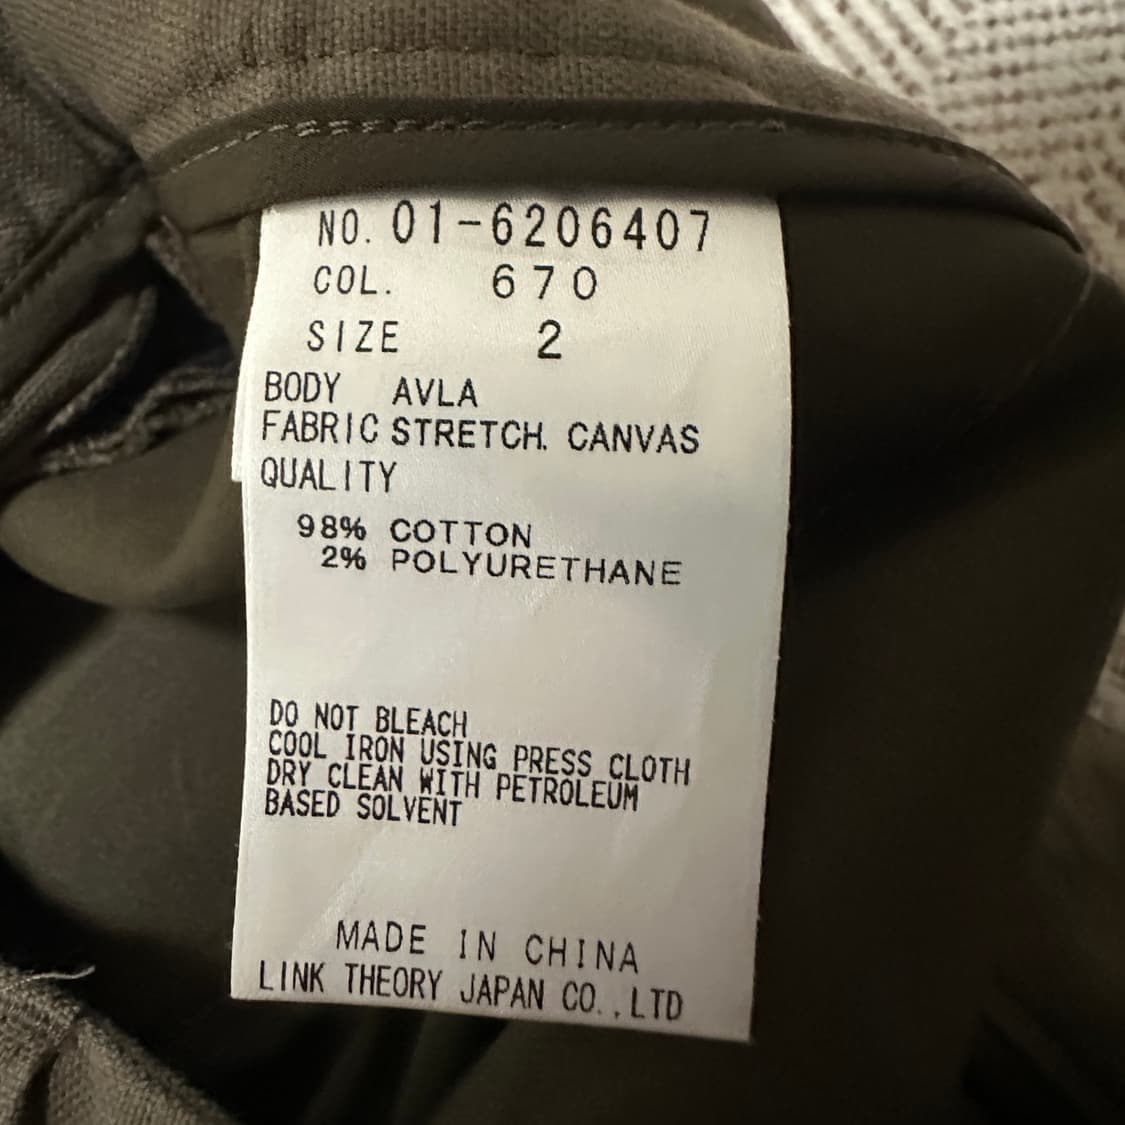 NO. 01-6206407
COL. 670
SIZE 2
BODY AVLA
FABRIC STRETCH. CANVAS
QUALITY
98% COTTON
2% POLYURETHANE
DO NOT BLEACH
COOL IRON USING PRESS CLOTH
DRY CLEAN WITH PETROLEUM
BASED SOLVENT
MADE IN CHINA
LINK THEORY JAPAN CO.,LTD